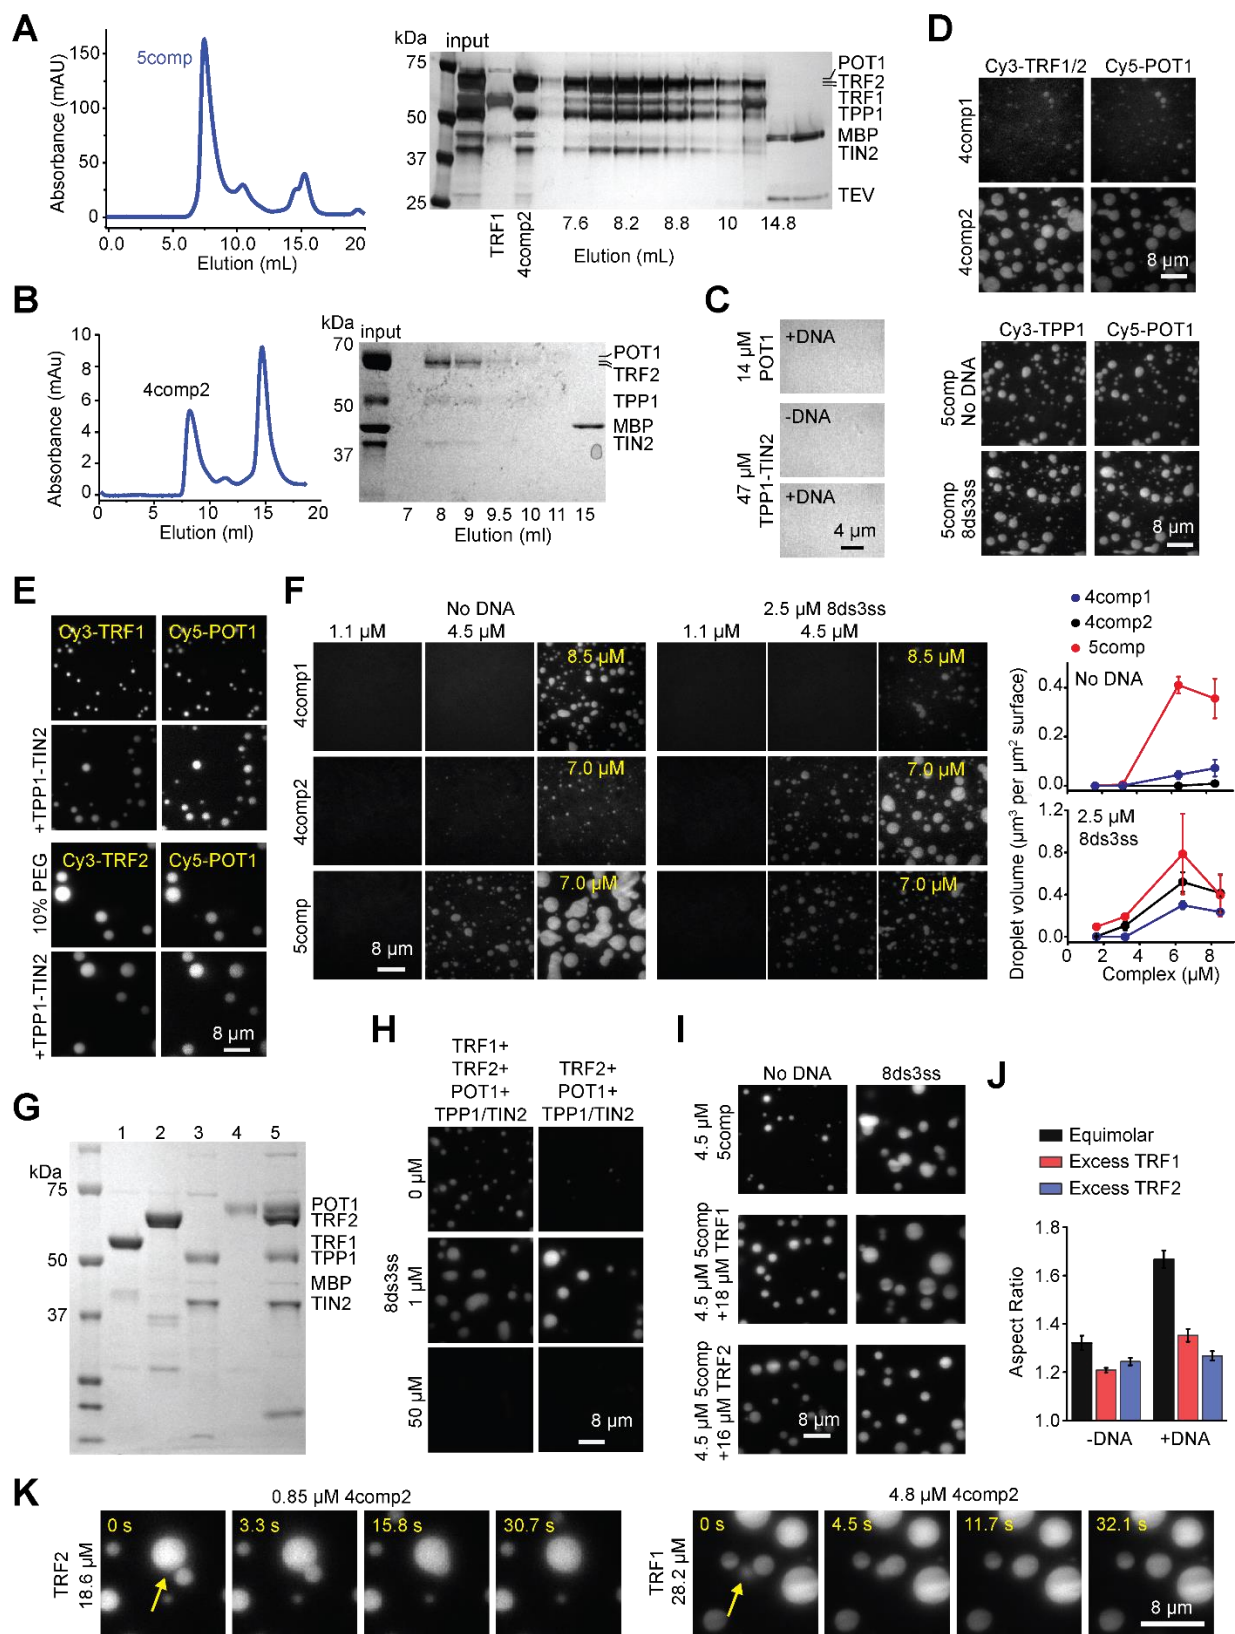 A
5comp
Absorbance (mAU)
150
100
50
0
0.0 5.0 10.0 15.0 20
Elution (mL)
kDa
input
75
50
37
25
POT1
TRF2
TRF1
TPP1
MBP
TIN2
TEV
TRF1
4comp2
7.6 8.2 8.8 10 14.8
Elution (mL)
B
4comp2
Absorbance (mAu)
10
8
6
4
2
0
0 5 10 15 20
Elution (ml)
kDa
input
70
50
37
POT1
TRF2
TPP1
MBP
TIN2
7 8 9 9.5 10 11 15
Elution (ml)
C
14 µM
POT1
+DNA
47 µM
TPP1-TIN2
-DNA
+DNA
4 µm
D
Cy3-TRF1/2 Cy5-POT1
4comp1
4comp2
8 µm
Cy3-TPP1 Cy5-POT1
5comp
No DNA
5comp
8ds3ss
8 µm
E
Cy3-TRF1 Cy5-POT1
+TPP1-TIN2
10% PEG
Cy3-TRF2 Cy5-POT1
+TPP1-TIN2
8 µm
F
No DNA
1.1 µM 4.5 µM
2.5 µM 8ds3ss
1.1 µM 4.5 µM
4comp1
8.5 µM
8.5 µM
4comp2
7.0 µM
7.0 µM
5comp
7.0 µM
7.0 µM
8 µm
4comp1
4comp2
5comp
Droplet volume (µm³ per µm² surface)
No DNA
0.4
0.2
0.0
2.5 µM
8ds3ss
1.2
0.8
0.4
0.0
0 2 4 6 8
Complex (µM)
G
1 2 3 4 5
kDa
75
50
37
POT1
TRF2
TRF1
TPP1
MBP
TIN2
H
TRF1+
TRF2+
POT1+
TPP1/TIN2
TRF2+
POT1+
TPP1/TIN2
8ds3ss
0 µM
1 µM
50 µM
8 µm
I
No DNA 8ds3ss
4.5 µM
5comp
4.5 µM 5comp
+18 µM TRF1
4.5 µM 5comp
+16 µM TRF2
8 µm
J
Equimolar
Excess TRF1
Excess TRF2
Aspect Ratio
1.8
1.6
1.4
1.2
1.0
-DNA +DNA
K
0.85 µM 4comp2
TRF2
18.6 µM
0 s 3.3 s 15.8 s 30.7 s
4.8 µM 4comp2
TRF1
28.2 µM
0 s 4.5 s 11.7 s 32.1 s
8 µm